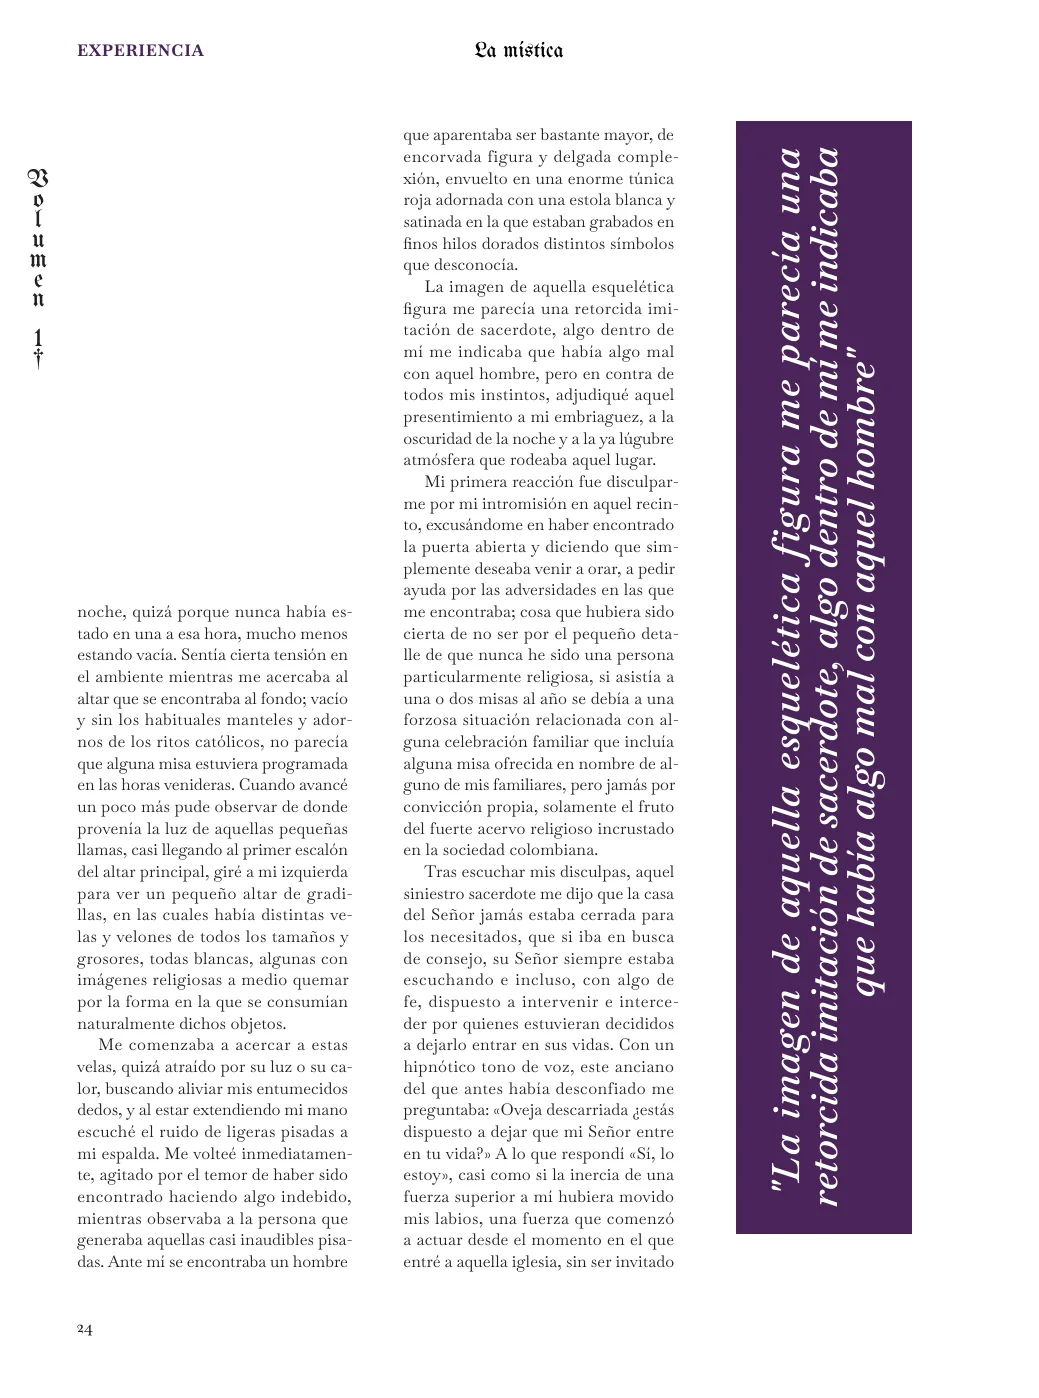 EXPERIENCIA
La mística
Volumen 1†
noche, quizá porque nunca había es-
tado en una a esa hora, mucho menos
estando vacía. Sentía cierta tensión en
el ambiente mientras me acercaba al
altar que se encontraba al fondo; vacío
y sin los habituales manteles y ador-
nos de los ritos católicos, no parecía
que alguna misa estuviera programada
en las horas venideras. Cuando avancé
un poco más pude observar de donde
provenía la luz de aquellas pequeñas
llamas, casi llegando al primer escalón
del altar principal, giré a mi izquierda
para ver un pequeño altar de gradi-
llas, en las cuales había distintas ve-
las y velones de todos los tamaños y
grosores, todas blancas, algunas con
imágenes religiosas a medio quemar
por la forma en la que se consumían
naturalmente dichos objetos.
Me comenzaba a acercar a estas
velas, quizá atraído por su luz o su ca-
lor, buscando aliviar mis entumecidos
dedos, y al estar extendiendo mi mano
escuché el ruido de ligeras pisadas a
mi espalda. Me volteé inmediatamen-
te, agitado por el temor de haber sido
encontrado haciendo algo indebido,
mientras observaba a la persona que
generaba aquellas casi inaudibles pisa-
das. Ante mí se encontraba un hombre
que aparentaba ser bastante mayor, de
encorvada figura y delgada comple-
xión, envuelto en una enorme túnica
roja adornada con una estola blanca y
satinada en la que estaban grabados en
finos hilos dorados distintos símbolos
que desconocía.
La imagen de aquella esquelética
figura me parecía una retorcida imi-
tación de sacerdote, algo dentro de
mí me indicaba que había algo mal
con aquel hombre, pero en contra de
todos mis instintos, adjudiqué aquel
presentimiento a mi embriaguez, a la
oscuridad de la noche y a la ya lúgubre
atmósfera que rodeaba aquel lugar.
Mi primera reacción fue disculpar-
me por mi intromisión en aquel recin-
to, excusándome en haber encontrado
la puerta abierta y diciendo que sim-
plemente deseaba venir a orar, a pedir
ayuda por las adversidades en las que
me encontraba; cosa que hubiera sido
cierta de no ser por el pequeño deta-
lle de que nunca he sido una persona
particularmente religiosa, si asistía a
una o dos misas al año se debía a una
forzosa situación relacionada con al-
guna celebración familiar que incluía
alguna misa ofrecida en nombre de al-
guno de mis familiares, pero jamás por
convicción propia, solamente el fruto
del fuerte acervo religioso incrustado
en la sociedad colombiana.
Tras escuchar mis disculpas, aquel
siniestro sacerdote me dijo que la casa
del Señor jamás estaba cerrada para
los necesitados, que si iba en busca
de consejo, su Señor siempre estaba
escuchando e incluso, con algo de
fe, dispuesto a intervenir e interce-
der por quienes estuvieran decididos
a dejarlo entrar en sus vidas. Con un
hipnótico tono de voz, este anciano
del que antes había desconfiado me
preguntaba: «Oveja descarriada ¿estás
dispuesto a dejar que mi Señor entre
en tu vida?» A lo que respondí «Sí, lo
estoy», casi como si la inercia de una
fuerza superior a mí hubiera movido
mis labios, una fuerza que comenzó
a actuar desde el momento en el que
entré a aquella iglesia, sin ser invitado
"La imagen de aquella esquelética figura me parecía una
retorcida imitación de sacerdote, algo dentro de mí me indicaba
que había algo mal con aquel hombre"
24